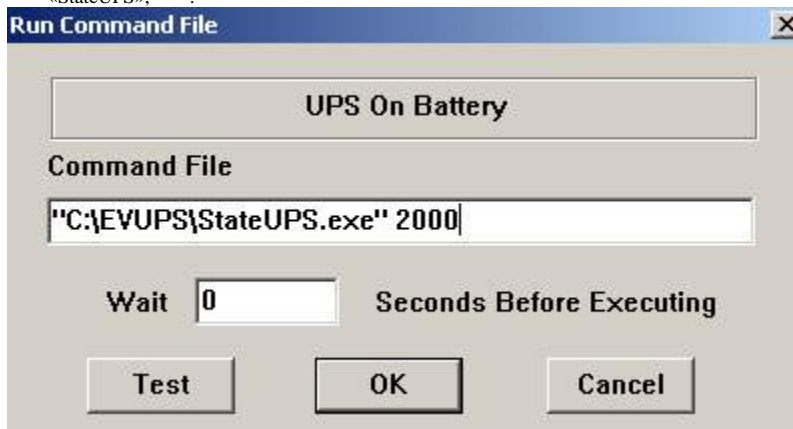 «StateUPS»,
Run Command File
UPS On Battery
Command File
"C:\EVUPS\StateUPS.exe" 2000
Wait 0 Seconds Before Executing
Test OK Cancel